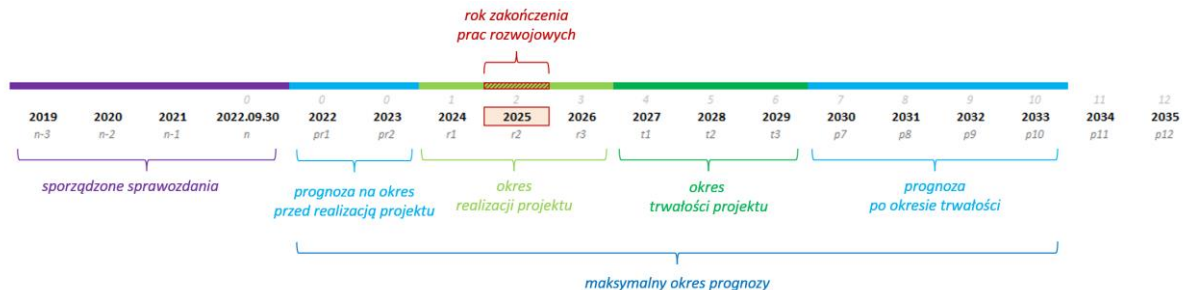 rok zakończenia
prac rozwojowych
0 0 0 1 2 3 4 5 6 7 8 9 10 11 12
2019 2020 2021 2022.09.30 2022 2023 2024 2025 2026 2027 2028 2029 2030 2031 2032 2033 2034 2035
n-3 n-2 n-1 n pr1 pr2 r1 r2 r3 t1 t2 t3 p7 p8 p9 p10 p11 p12
sporządzone sprawozdania
prognoza na okres
przed realizacją projektu
okres
realizacji projektu
okres
trwałości projektu
prognoza
po okresie trwałości
maksymalny okres prognozy